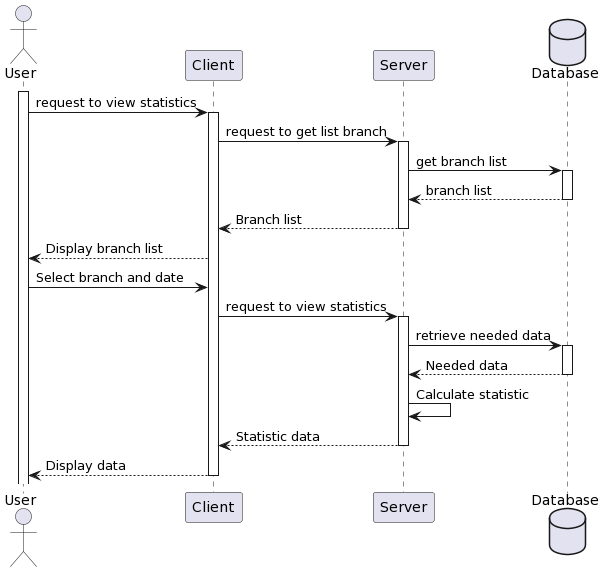 User
Client
Server
Database
request to view statistics
request to get list branch
get branch list
branch list
Branch list
Display branch list
Select branch and date
request to view statistics
retrieve needed data
Needed data
Calculate statistic
Statistic data
Display data
User
Client
Server
Database